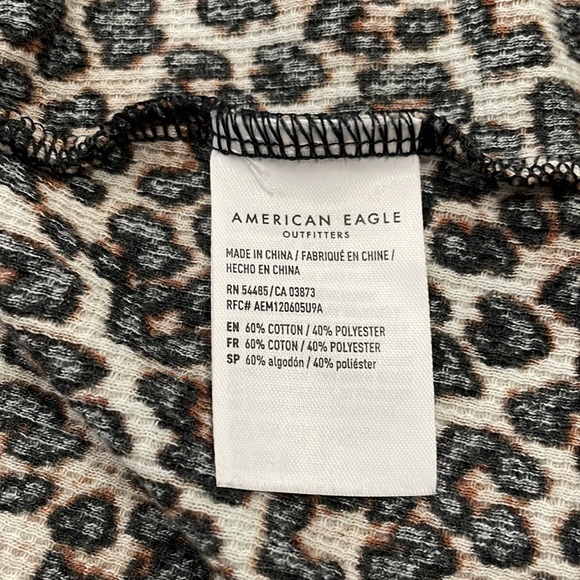 AMERICAN EAGLE
OUTFITTERS
MADE IN CHINA / FABRIQUÉ EN CHINE /
HECHO EN CHINA
RN 54485/CA 03873
RFC# AEM120605U9A
EN 60% COTTON / 40% POLYESTER
FR 60% COTON / 40% POLYESTER
SP 60% algodón / 40% poliéster